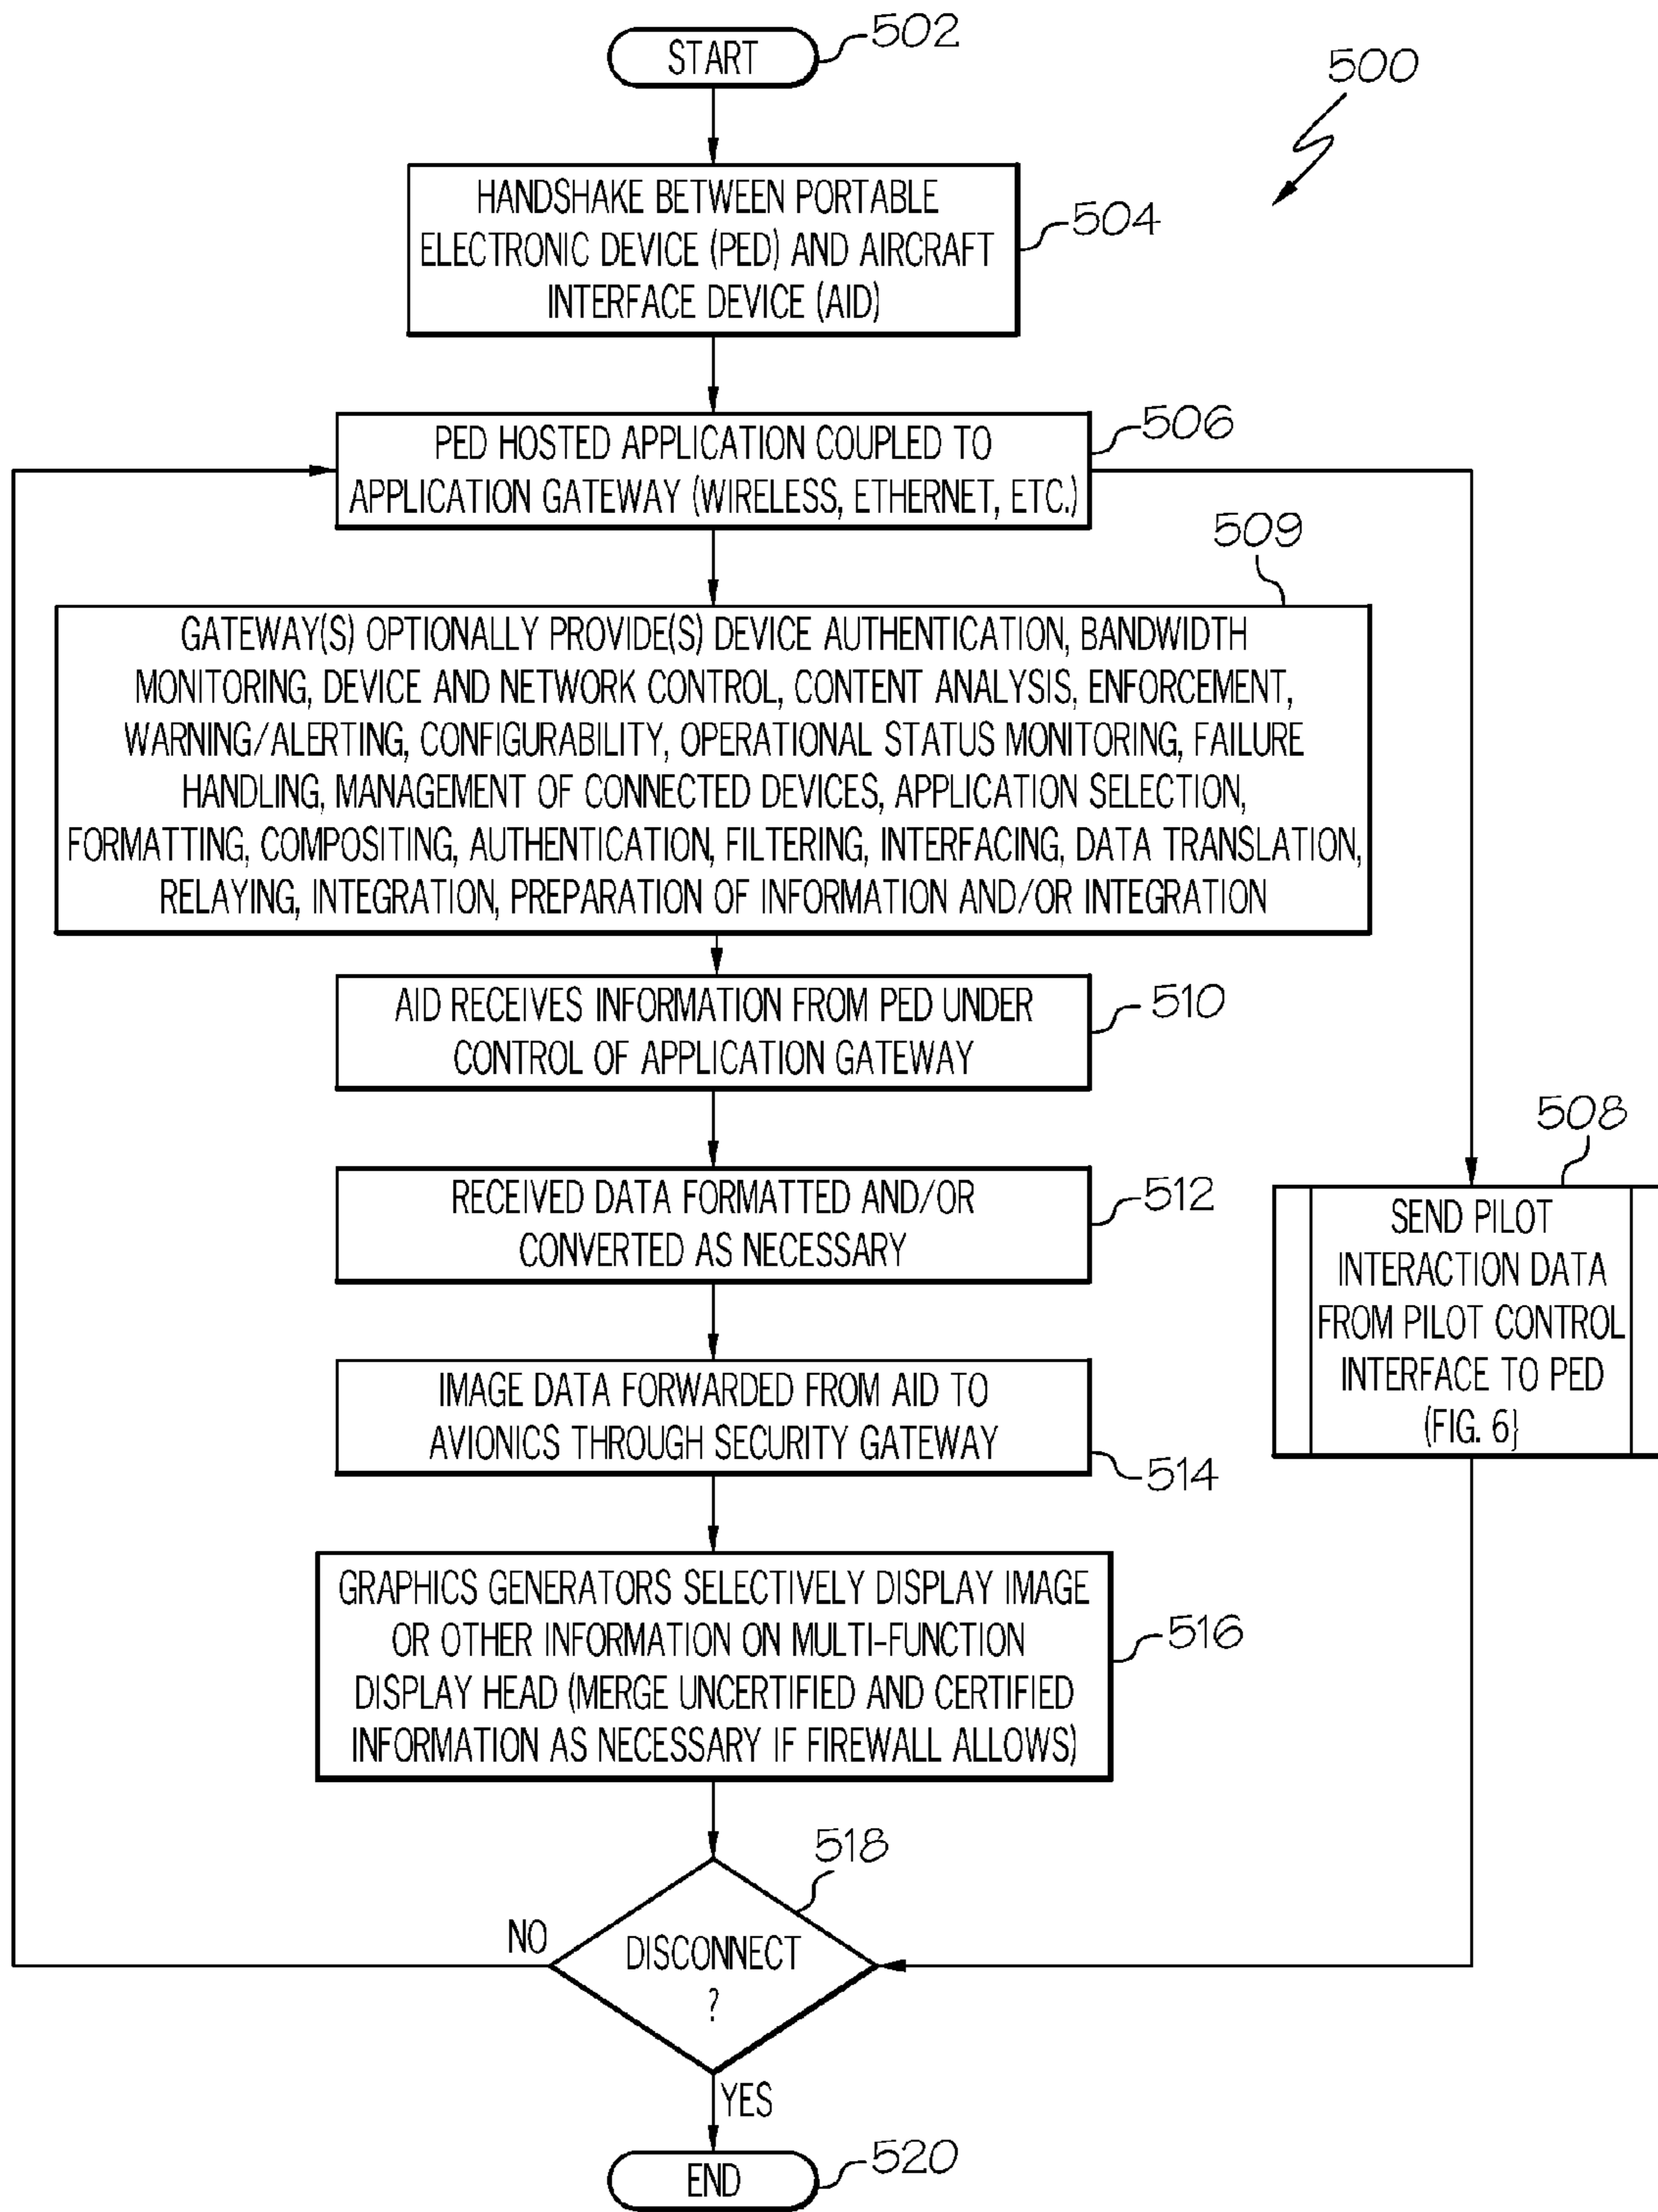 START
502
500
HANDSHAKE BETWEEN PORTABLE
ELECTRONIC DEVICE (PED) AND AIRCRAFT
INTERFACE DEVICE (AID)
504
PED HOSTED APPLICATION COUPLED TO
APPLICATION GATEWAY (WIRELESS, ETHERNET, ETC.)
506
509
GATEWAY(S) OPTIONALLY PROVIDE(S) DEVICE AUTHENTICATION, BANDWIDTH
MONITORING, DEVICE AND NETWORK CONTROL, CONTENT ANALYSIS, ENFORCEMENT,
WARNING/ALERTING, CONFIGURABILITY, OPERATIONAL STATUS MONITORING, FAILURE
HANDLING, MANAGEMENT OF CONNECTED DEVICES, APPLICATION SELECTION,
FORMATTING, COMPOSITING, AUTHENTICATION, FILTERING, INTERFACING, DATA TRANSLATION,
RELAYING, INTEGRATION, PREPARATION OF INFORMATION AND/OR INTEGRATION
AID RECEIVES INFORMATION FROM PED UNDER
CONTROL OF APPLICATION GATEWAY
510
RECEIVED DATA FORMATTED AND/OR
CONVERTED AS NECESSARY
512
508
SEND PILOT
INTERACTION DATA
FROM PILOT CONTROL
INTERFACE TO PED
(FIG. 6}
IMAGE DATA FORWARDED FROM AID TO
AVIONICS THROUGH SECURITY GATEWAY
514
GRAPHICS GENERATORS SELECTIVELY DISPLAY IMAGE
OR OTHER INFORMATION ON MULTI-FUNCTION
DISPLAY HEAD (MERGE UNCERTIFIED AND CERTIFIED
INFORMATION AS NECESSARY IF FIREWALL ALLOWS)
516
518
NO
DISCONNECT
?
YES
END
520